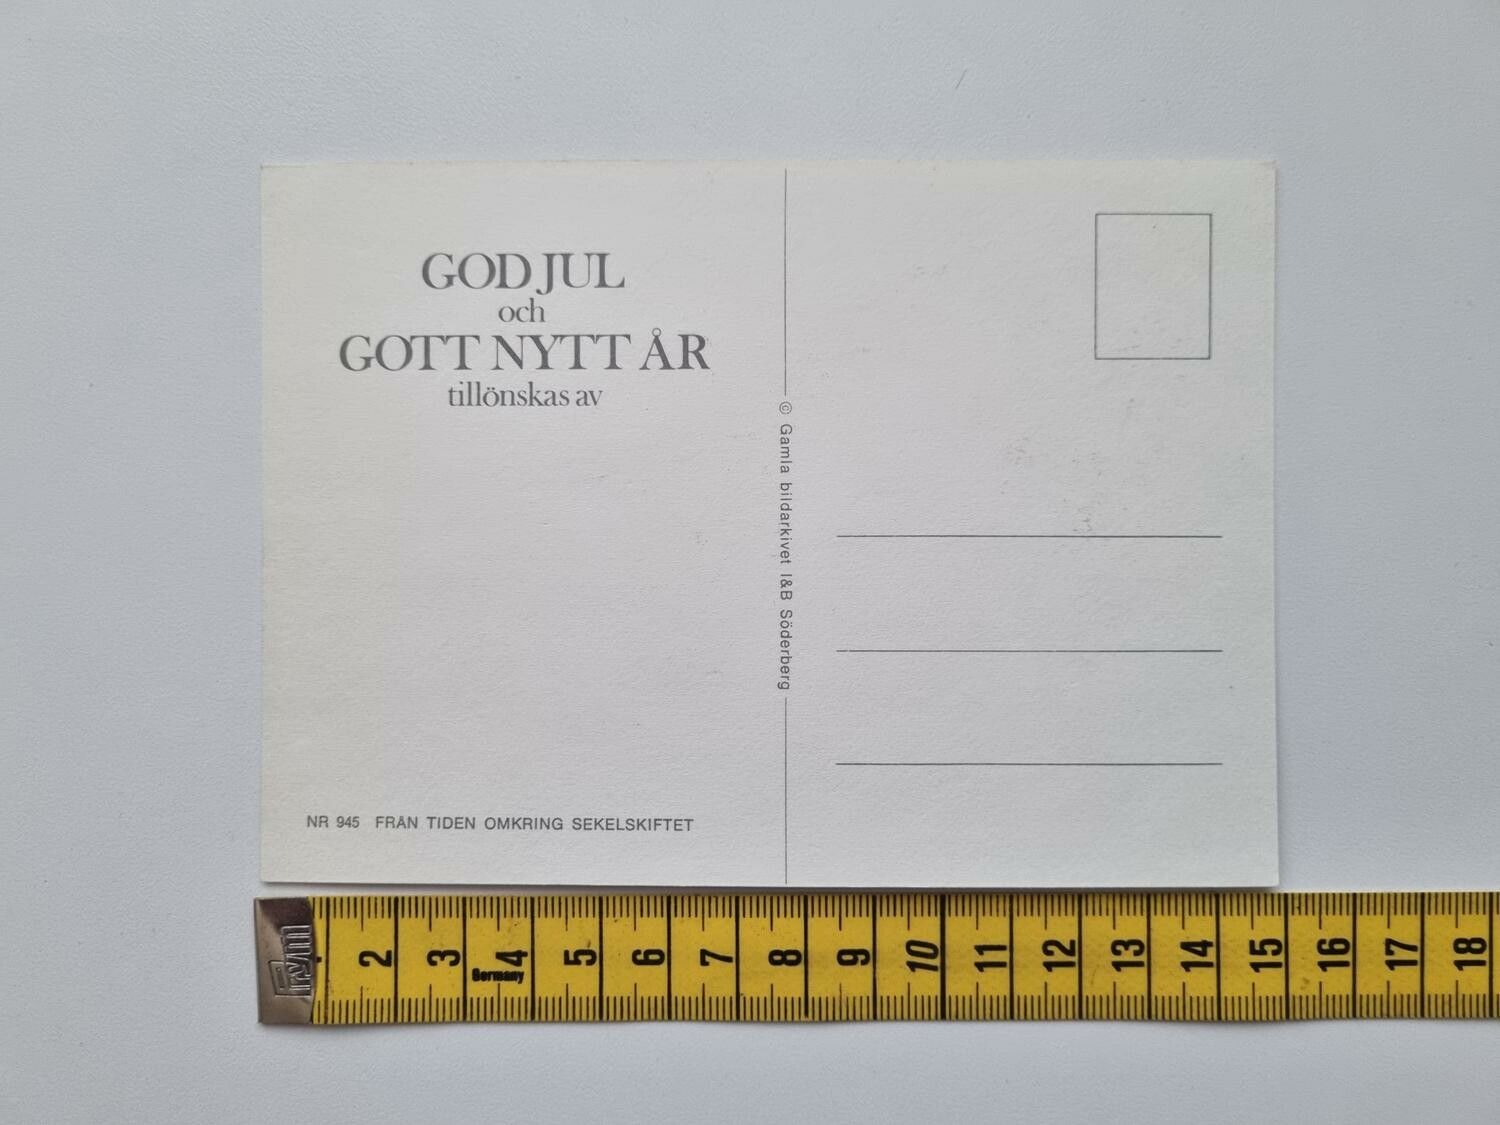 GOD JUL
och
GOTT NYTT ÅR
tillönskas av
© Gamla bildarkivet I&B Söderberg
NR 945 FRÅN TIDEN OMKRING SEKELSKIFTET
Prym
2 3 4 5 6 7 8 9 10 11 12 13 14 15 16 17 18
Germany